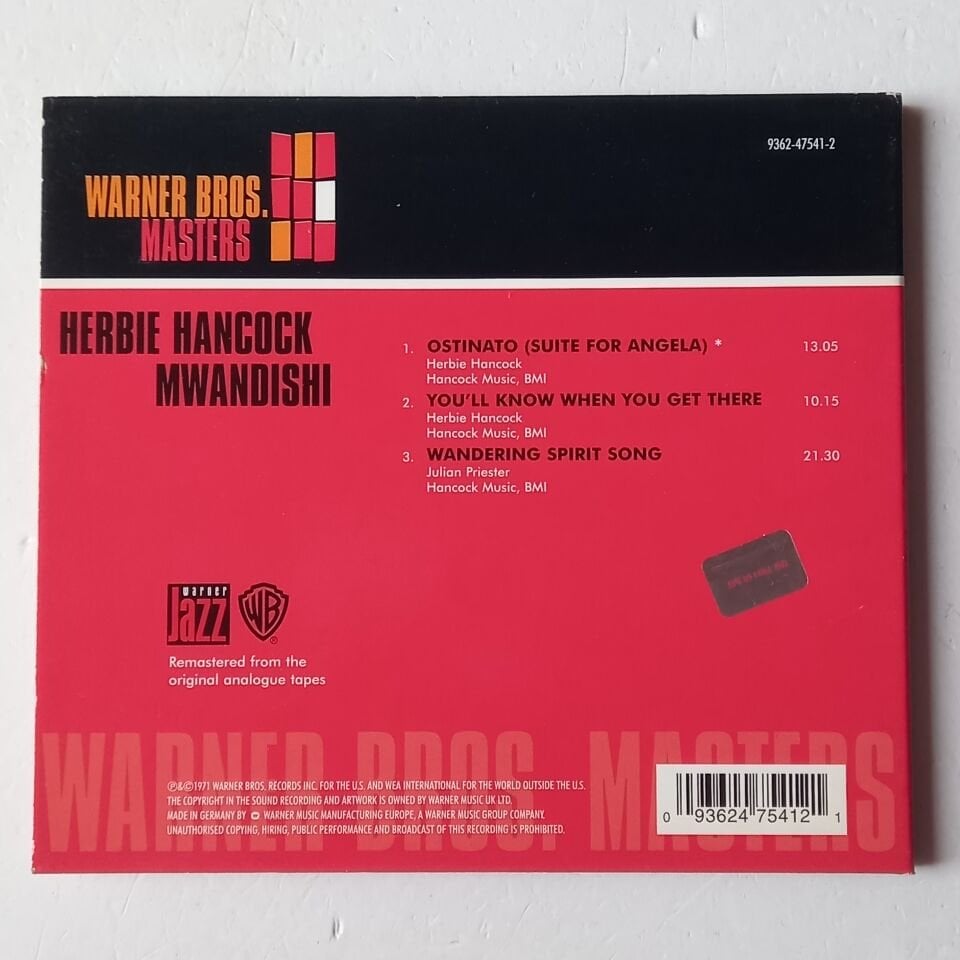 9362-47541-2
WARNER BROS.
MASTERS
HERBIE HANCOCK
MWANDISHI
1. OSTINATO (SUITE FOR ANGELA) * 13.05
Herbie Hancock
Hancock Music, BMI
2. YOU'LL KNOW WHEN YOU GET THERE 10.15
Herbie Hancock
Hancock Music, BMI
3. WANDERING SPIRIT SONG 21.30
Julian Priester
Hancock Music, BMI
warner
Jazz
WB
®
Remastered from the
original analogue tapes
WARNER BROS. MASTERS
℗&©1971 WARNER BROS. RECORDS INC. FOR THE U.S. AND WEA INTERNATIONAL FOR THE WORLD OUTSIDE THE U.S.
THE COPYRIGHT IN THE SOUND RECORDING AND ARTWORK IS OWNED BY WARNER MUSIC UK LTD.
MADE IN GERMANY BY WARNER MUSIC MANUFACTURING EUROPE, A WARNER MUSIC GROUP COMPANY.
UNAUTHORISED COPYING, HIRING, PUBLIC PERFORMANCE AND BROADCAST OF THIS RECORDING IS PROHIBITED.
0 93624 75412 1